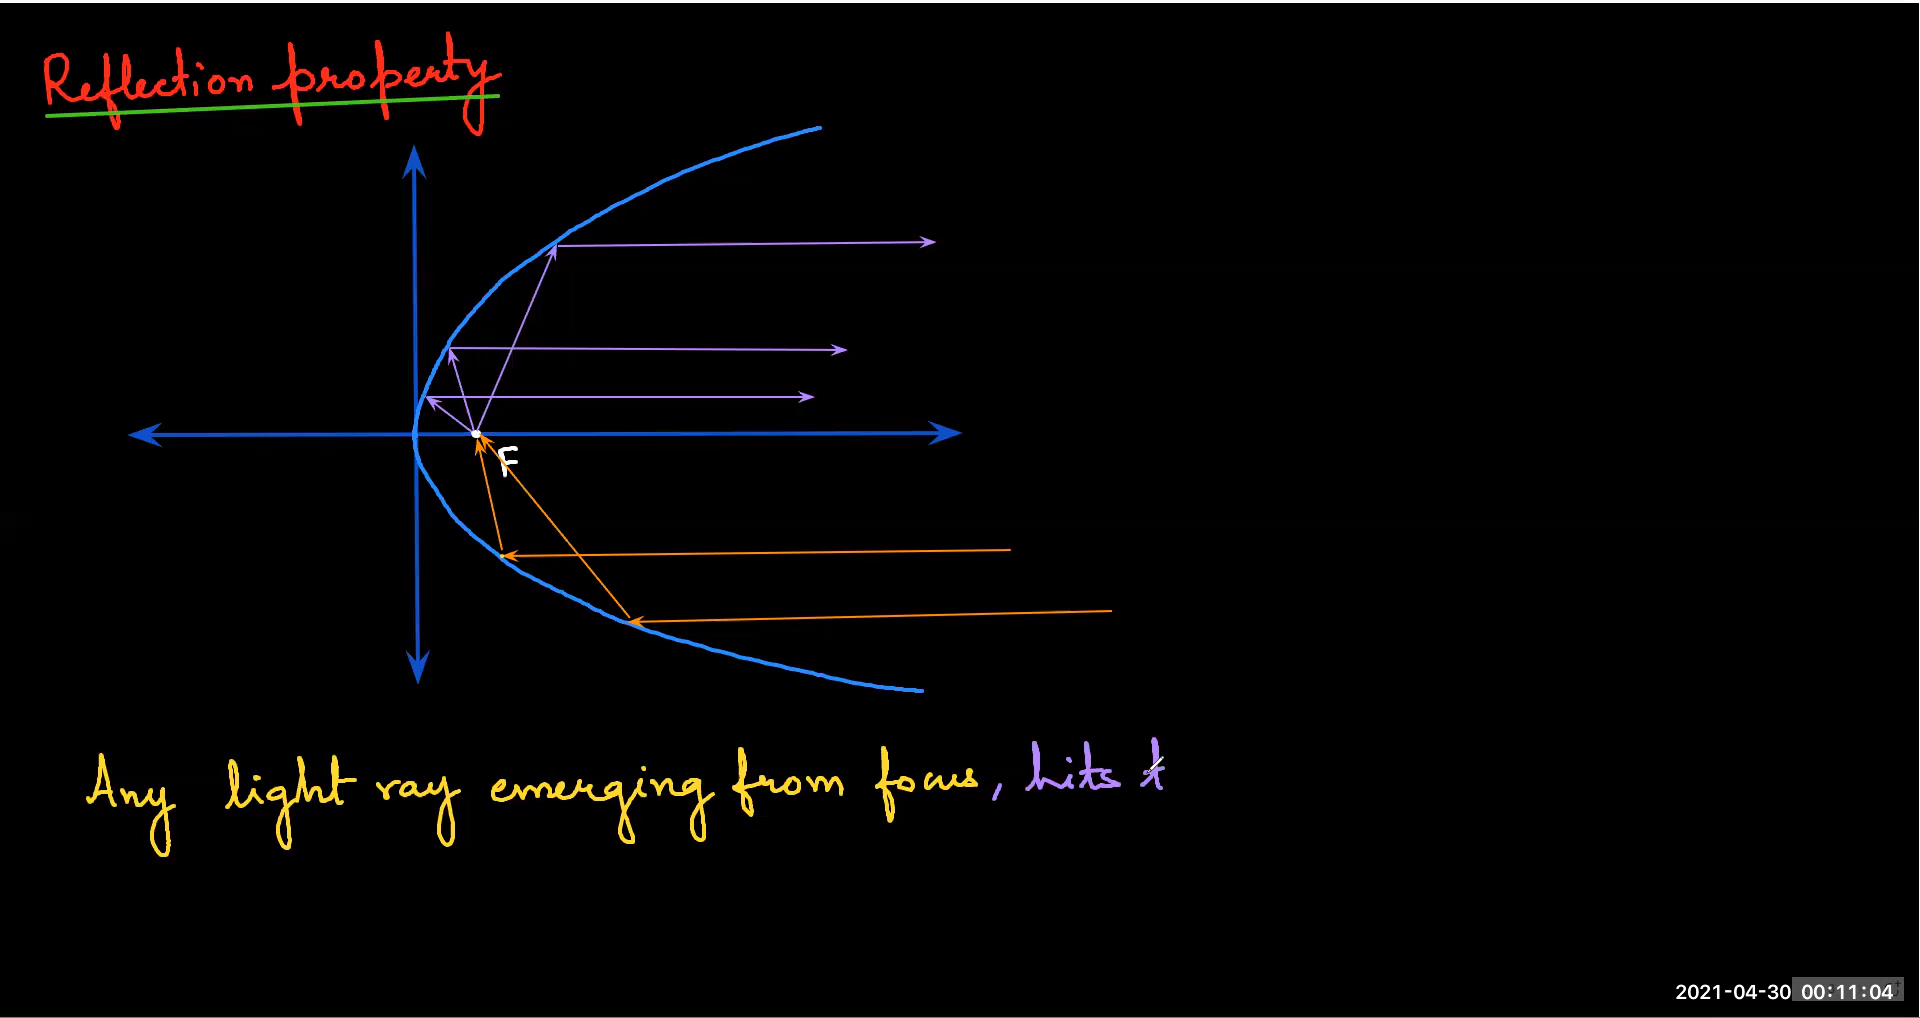 Reflection property
F
Any light ray emerging from focus, hits t
2021-04-30 00:11:04